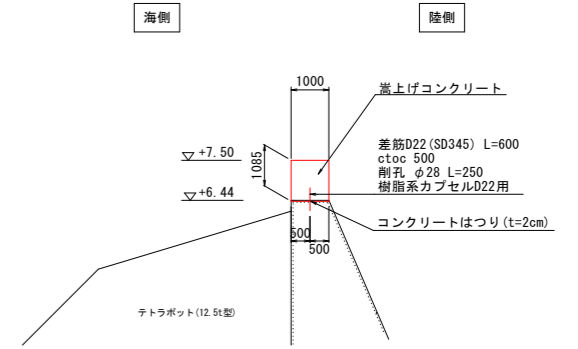 海側
陸側
1000
嵩上げコンクリート
+7.50
1085
差筋D22(SD345) L=600
ctoc 500
削孔 φ28 L=250
樹脂系カプセルD22用
+6.44
コンクリートはつり(t=2cm)
500
500
テトラポット(12.5t型)